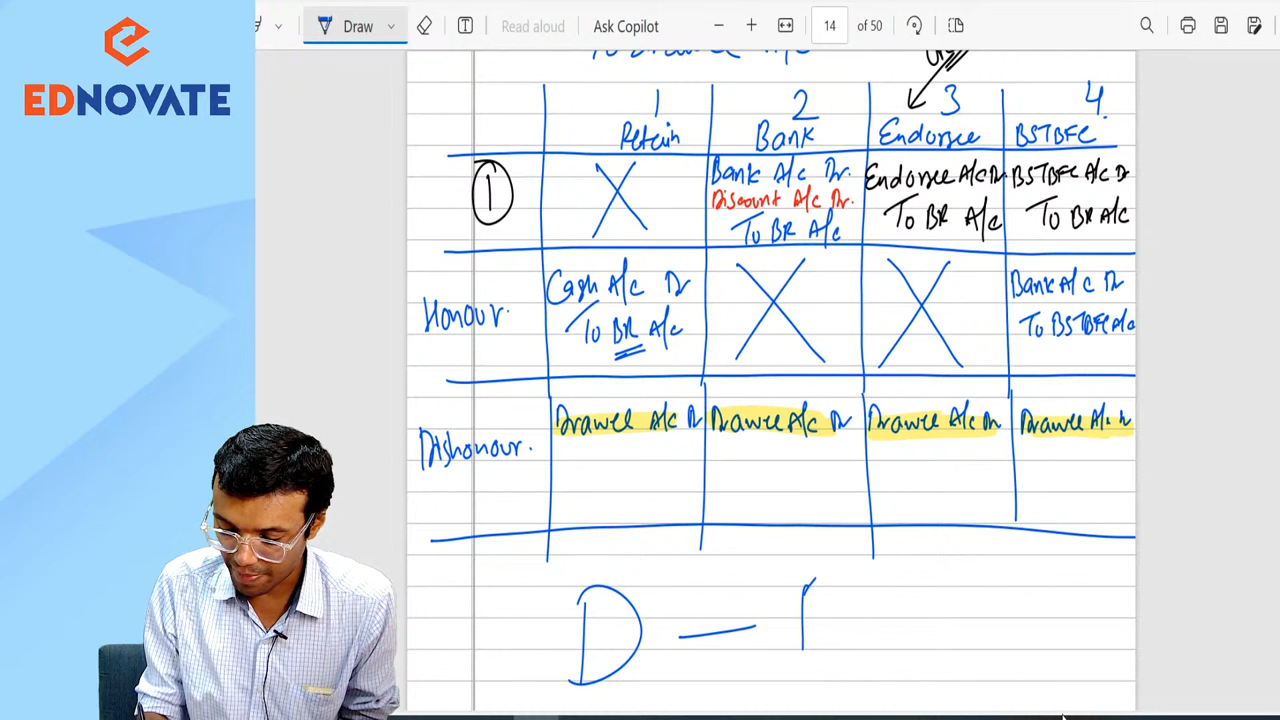 EDNOVATE
Draw
Read aloud
Ask Copilot
14
of 50
1
2
3
4
Retain
Bank
Endorsee
BSTBFC
1
Bank A/c Dr.
Discount A/c Dr.
To BR A/c
Endorsee A/c Dr
To BR A/c
BSTBFC A/c Dr
To BR A/c
Honour.
Cash A/c Dr
To BR A/c
Bank A/c Dr
To BSTBFC A/c
Dishonour.
Drawee A/c Dr
Drawee A/c Dr
Drawee A/c Dr
Drawee A/c Dr
D —